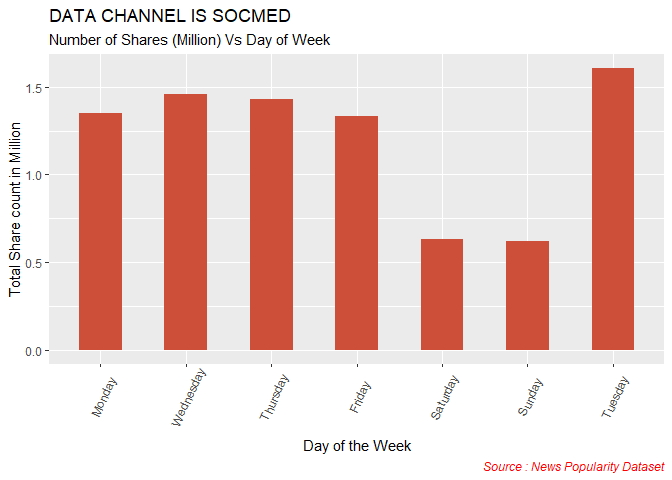 DATA CHANNEL IS SOCMED
Number of Shares (Million) Vs Day of Week
Total Share count in Million
1.5
1.0
0.5
0.0
Monday
Wednesday
Thursday
Friday
Saturday
Sunday
Tuesday
Day of the Week
Source : News Popularity Dataset